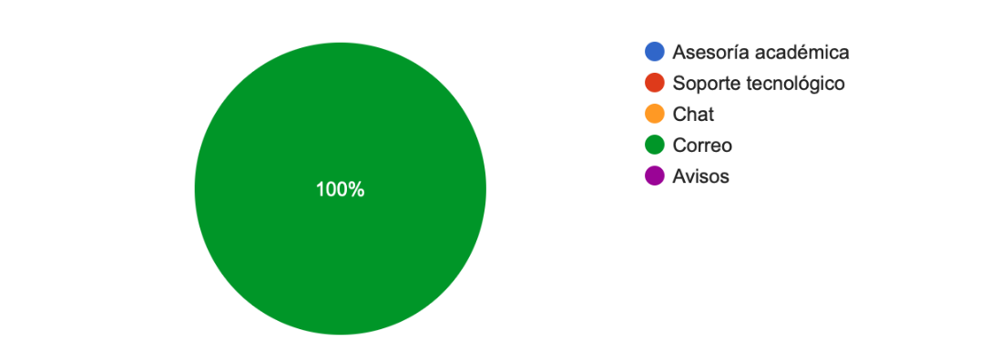 100%
Asesoría académica
Soporte tecnológico
Chat
Correo
Avisos